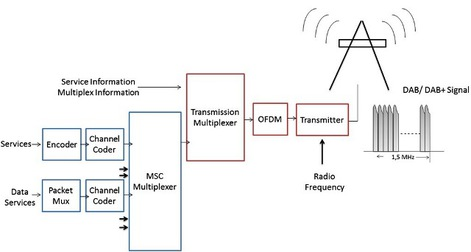 Service Information
Multiplex Information
Transmission
Multiplexer
OFDM
Transmitter
DAB/ DAB+ Signal
1,5 MHz
Radio
Frequency
Services
Encoder
Channel
Coder
MSC
Multiplexer
Data
Services
Packet
Mux
Channel
Coder